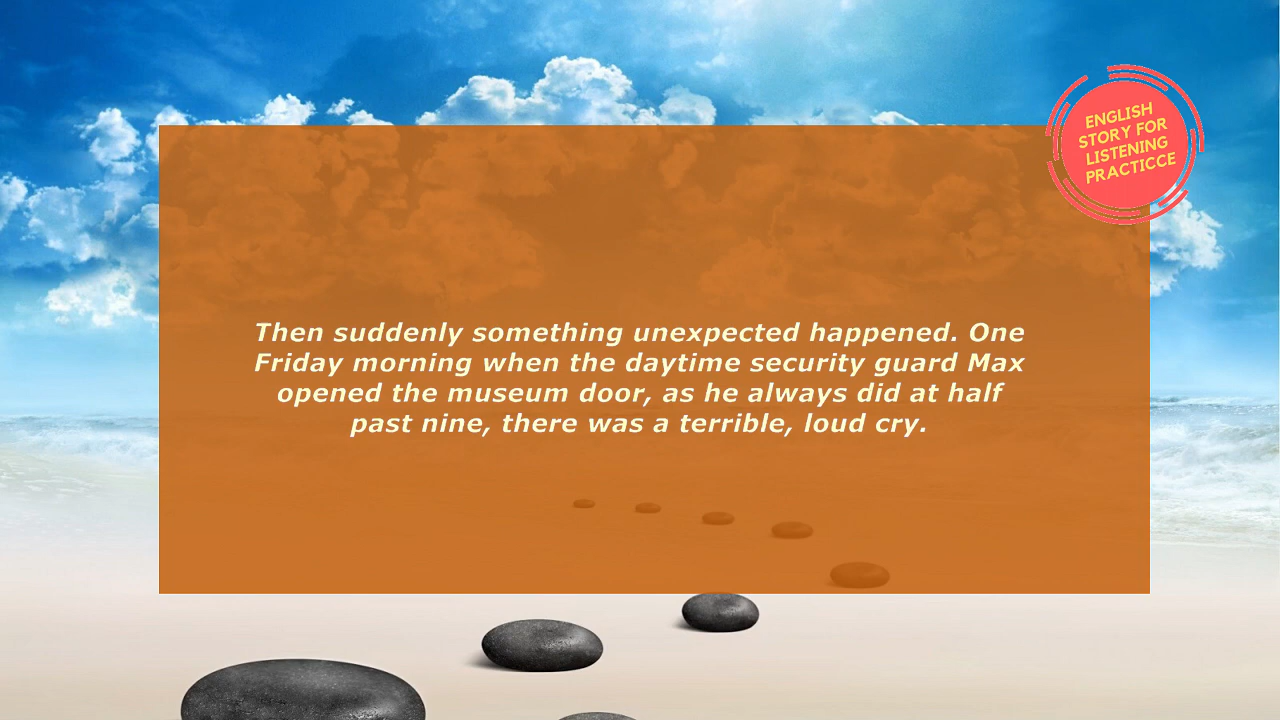 ENGLISH
STORY FOR
LISTENING
PRACTICCE
Then suddenly something unexpected happened. One
Friday morning when the daytime security guard Max
opened the museum door, as he always did at half
past nine, there was a terrible, loud cry.